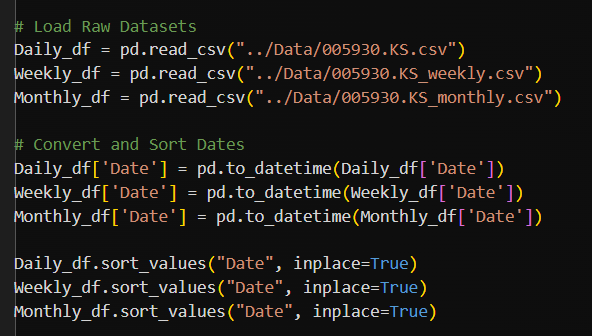 # Load Raw Datasets
Daily_df = pd.read_csv("../Data/005930.KS.csv")
Weekly_df = pd.read_csv("../Data/005930.KS_weekly.csv")
Monthly_df = pd.read_csv("../Data/005930.KS_monthly.csv")
# Convert and Sort Dates
Daily_df['Date'] = pd.to_datetime(Daily_df['Date'])
Weekly_df['Date'] = pd.to_datetime(Weekly_df['Date'])
Monthly_df['Date'] = pd.to_datetime(Monthly_df['Date'])
Daily_df.sort_values("Date", inplace=True)
Weekly_df.sort_values("Date", inplace=True)
Monthly_df.sort_values("Date", inplace=True)